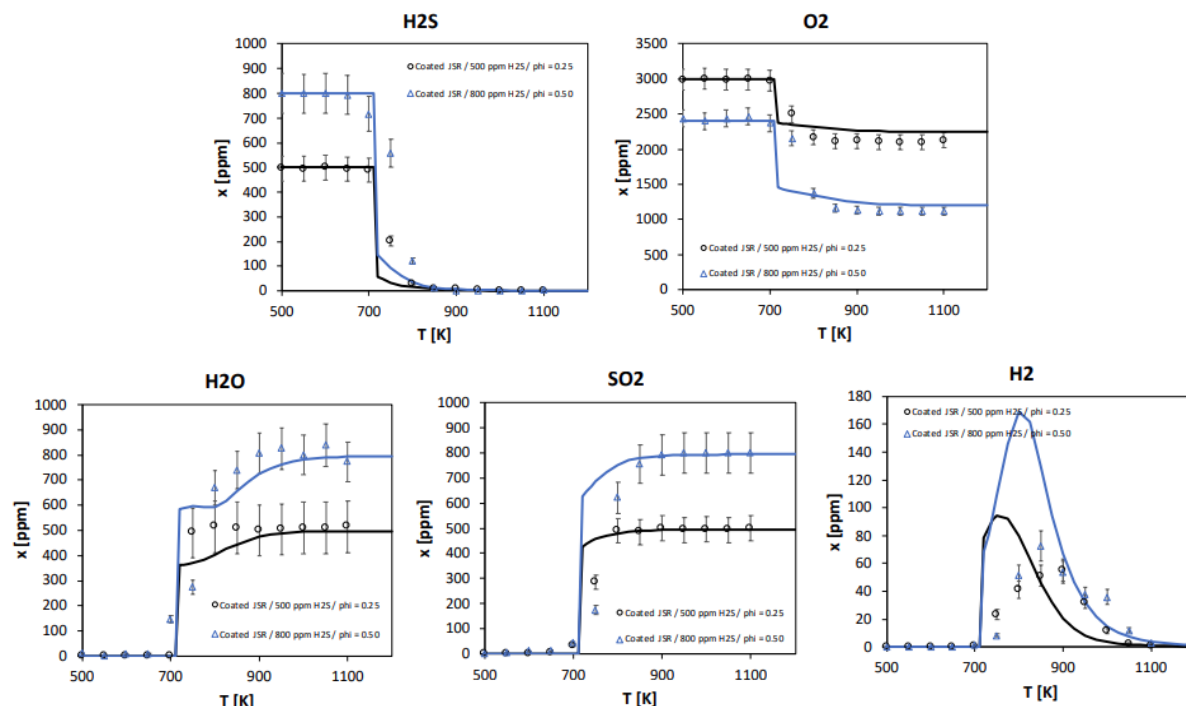 H2S
1000
900
800
700
600
500
400
300
200
100
0
x [ppm]
Coated JSR / 500 ppm H2S/ phi = 0.25
Coated JSR / 800 ppm H2S/ phi = 0.50
500 700 900 1100
T [K]
O2
3500
3000
2500
2000
1500
1000
500
0
x [ppm]
Coated JSR / 500 ppm H2S/ phi = 0.25
Coated JSR / 800 ppm H2S/ phi = 0.50
500 700 900 1100
T [K]
H2O
1000
900
800
700
600
500
400
300
200
100
0
x [ppm]
Coated JSR / 500 ppm H2S/ phi = 0.25
Coated JSR / 800 ppm H2S/ phi = 0.50
500 700 900 1100
T [K]
SO2
1000
900
800
700
600
500
400
300
200
100
0
x [ppm]
Coated JSR / 500 ppm H2S/ phi = 0.25
Coated JSR / 800 ppm H2S/ phi = 0.50
500 700 900 1100
T [K]
H2
180
160
140
120
100
80
60
40
20
0
x [ppm]
Coated JSR / 500 ppm H2S/ phi = 0.25
Coated JSR / 800 ppm H2S/ phi = 0.50
500 700 900 1100
T [K]